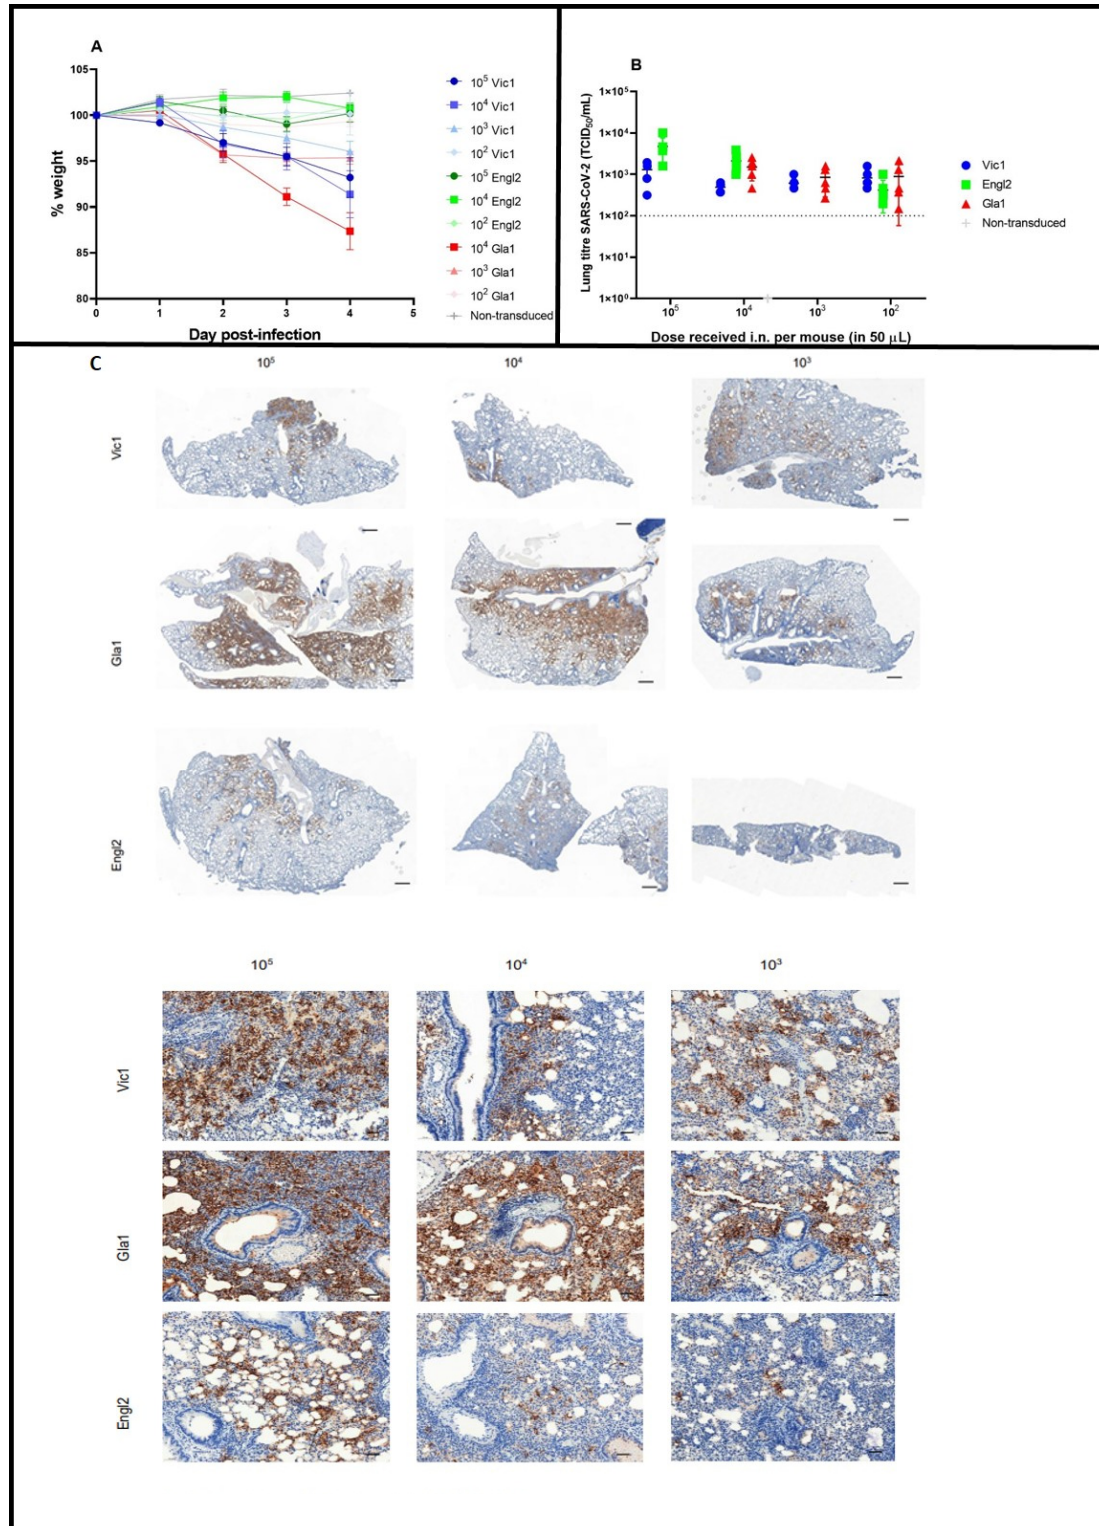 A
105
100
95
90
85
80
0
1
2
3
4
5
% weight
Day post-infection
10⁵ Vic1
10⁴ Vic1
10³ Vic1
10² Vic1
10⁵ Engl2
10⁴ Engl2
10² Engl2
10⁴ Gla1
10³ Gla1
10² Gla1
Non-transduced
B
1×10⁵
1×10⁴
1×10³
1×10²
1×10¹
1×10⁰
Lung titre SARS-CoV-2 (TCID₅₀/mL)
10⁵
10⁴
10³
10²
Dose received i.n. per mouse (in 50 µL)
Vic1
Engl2
Gla1
Non-transduced
C
10⁵
10⁴
10³
Vic1
Gla1
Engl2
10⁵
10⁴
10³
Vic1
Gla1
Engl2